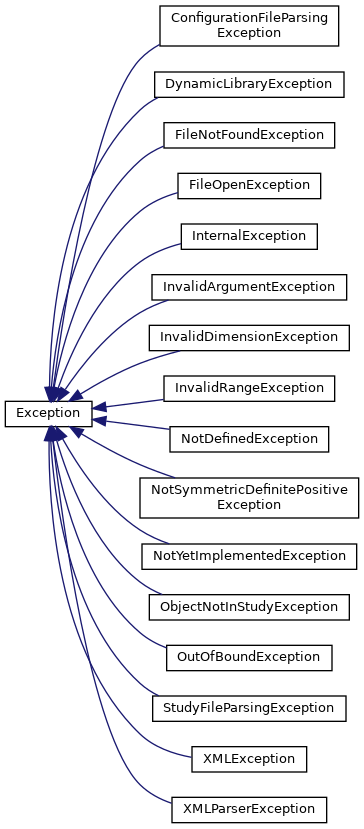 ConfigurationFileParsing
Exception
DynamicLibraryException
FileNotFoundException
FileOpenException
InternalException
InvalidArgumentException
InvalidDimensionException
InvalidRangeException
Exception
NotDefinedException
NotSymmetricDefinitePositive
Exception
NotYetImplementedException
ObjectNotInStudyException
OutOfBoundException
StudyFileParsingException
XMLException
XMLParserException